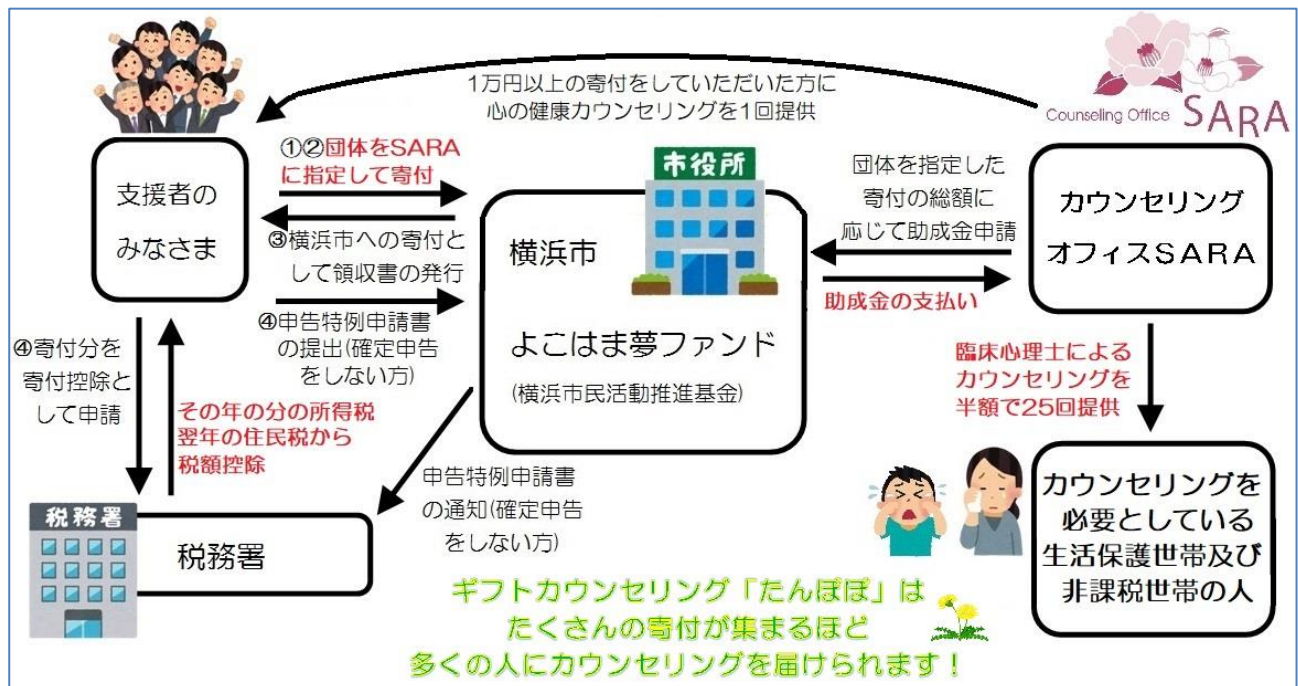 1万円以上の寄付をしていただいた方に
心の健康カウンセリングを1回提供
Counseling Office SARA
支援者の
みなさま
①②団体をSARA
に指定して寄付
③横浜市への寄付と
して領収書の発行
④申告特例申請書
の提出(確定申告
をしない方)
市役所
横浜市
よこはま夢ファンド
(横浜市民活動推進基金)
団体を指定した
寄付の総額に
応じて助成金申請
助成金の支払い
カウンセリング
オフィスSARA
④寄付分を
寄付控除と
して申請
その年の分の所得税
翌年の住民税から
税額控除
臨床心理士による
カウンセリングを
半額で25回提供
申告特例申請書
の通知(確定申告
をしない方)
税務署
税務署
カウンセリングを
必要としている
生活保護世帯及び
非課税世帯の人
ギフトカウンセリング「たんぽぽ」は
たくさんの寄付が集まるほど
多くの人にカウンセリングを届けられます！